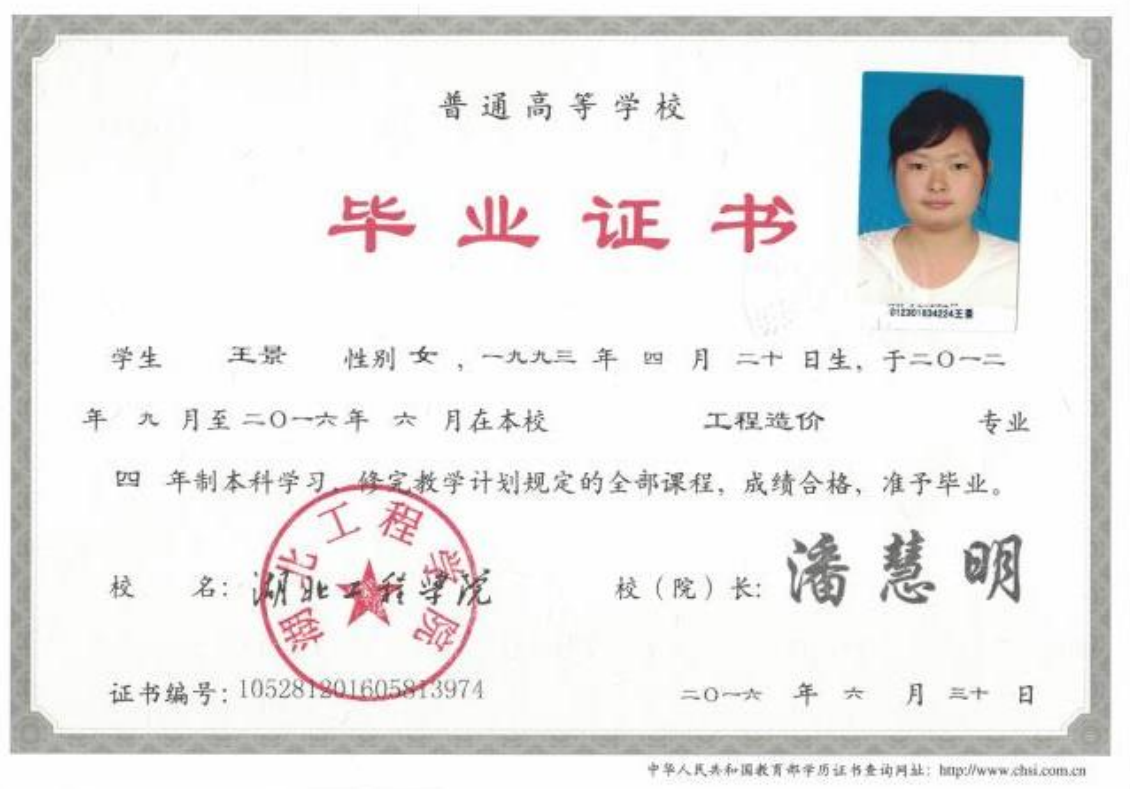 普通高等学校
毕业证书
012301834224王景
学生 王景 性别 女 ，一九九三 年 四 月 二十 日生，于二〇一二
年 九 月至 二〇一六年 六 月在本校 工程造价 专业
四 年制本科学习，修完教学计划规定的全部课程，成绩合格，准予毕业。
湖北工程学院
校 名：湖北工程学院 校（院）长：潘慧明
证书编号：105281201605813974 二〇一六 年 六 月 三十 日
中华人民共和国教育部学历证书查询网址：http://www.chsi.com.cn